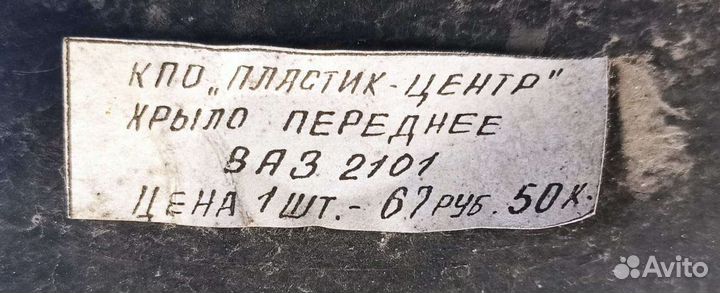 КПО „ПЛАСТИК-ЦЕНТР"
КРЫЛО ПЕРЕДНЕЕ
ВАЗ 2101
ЦЕНА 1 ШТ. - 67 РУБ. 50 К.
Avito